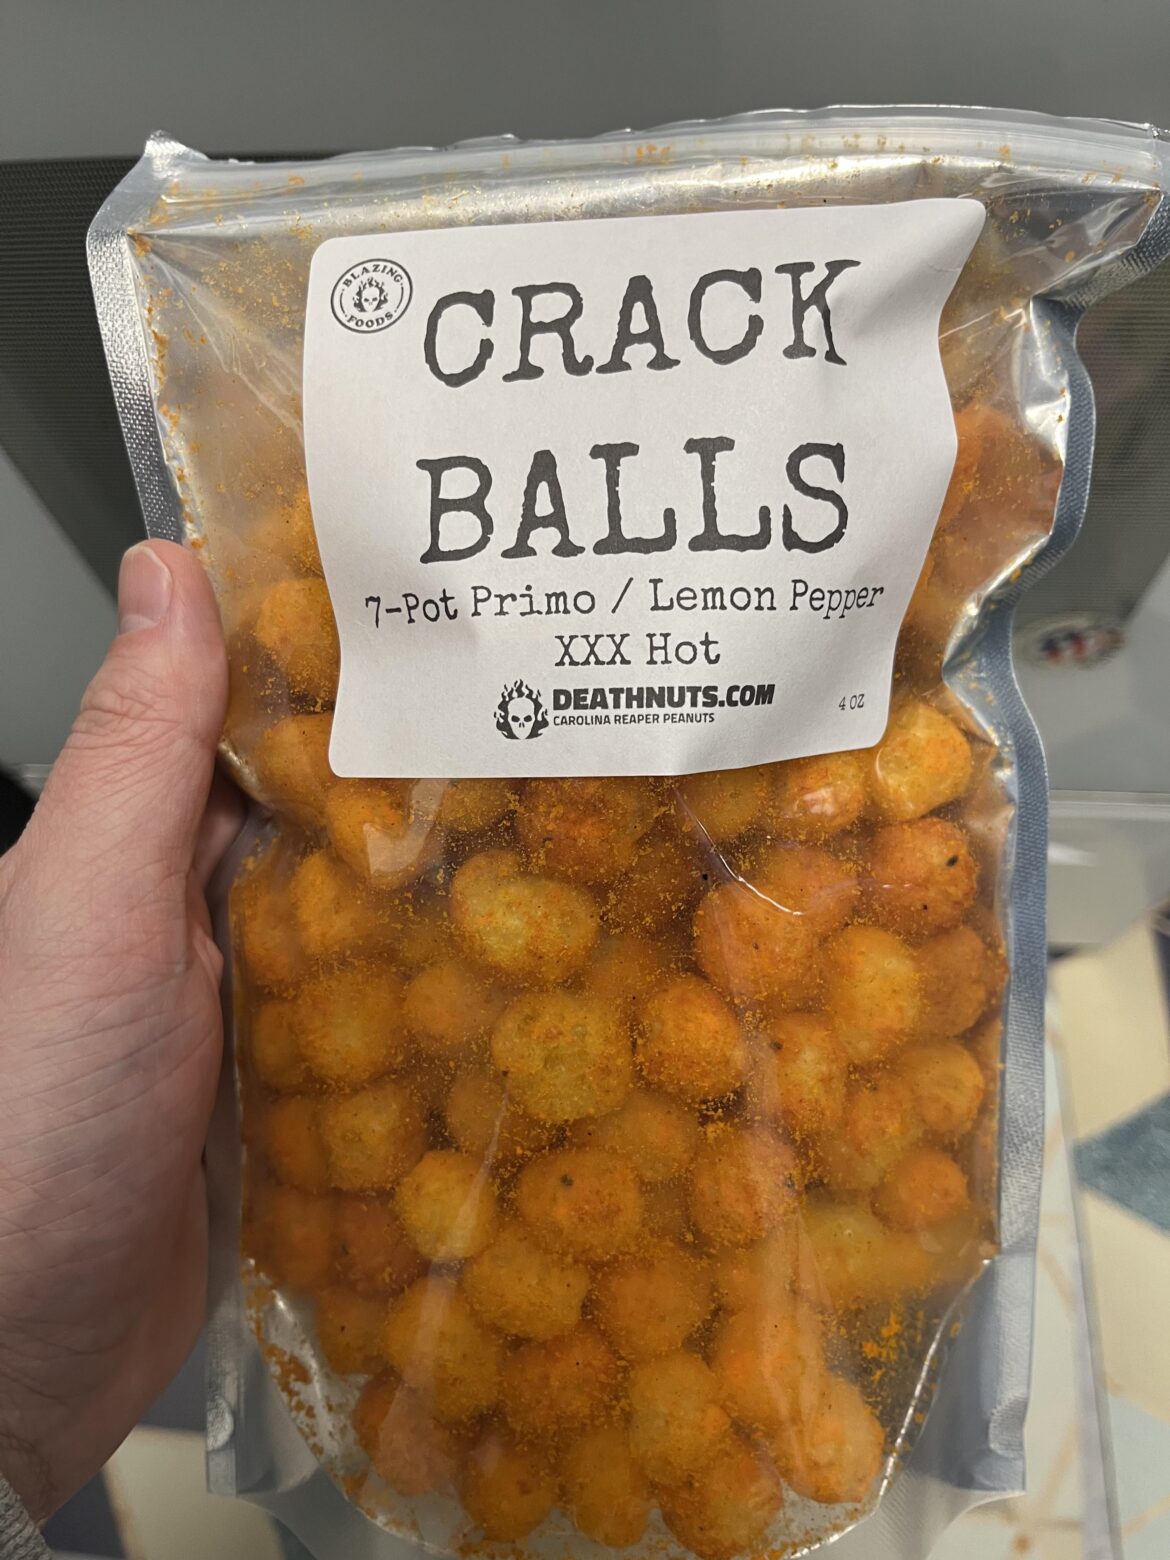 BLAZING
FOODS
CRACK
BALLS
7-Pot Primo / Lemon Pepper
XXX Hot
DEATHNUTS.COM
CAROLINA REAPER PEANUTS
4 OZ